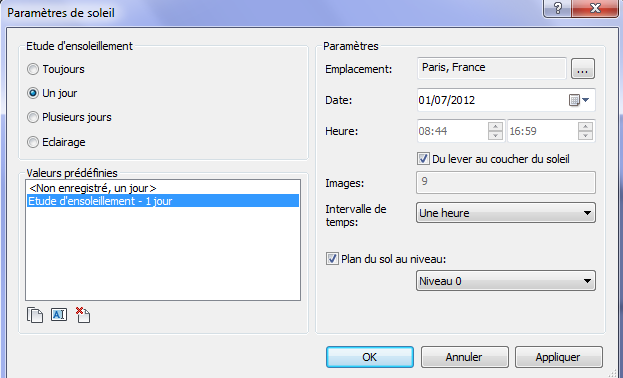 Paramètres de soleil
Etude d'ensoleillement
Toujours
Un jour
Plusieurs jours
Eclairage
Valeurs prédéfinies
<Non enregistré, un jour>
Etude d'ensoleillement - 1 jour
Paramètres
Emplacement: Paris, France ...
Date: 01/07/2012
Heure: 08:44 16:59
Du lever au coucher du soleil
Images: 9
Intervalle de temps: Une heure
Plan du sol au niveau:
Niveau 0
OK Annuler Appliquer